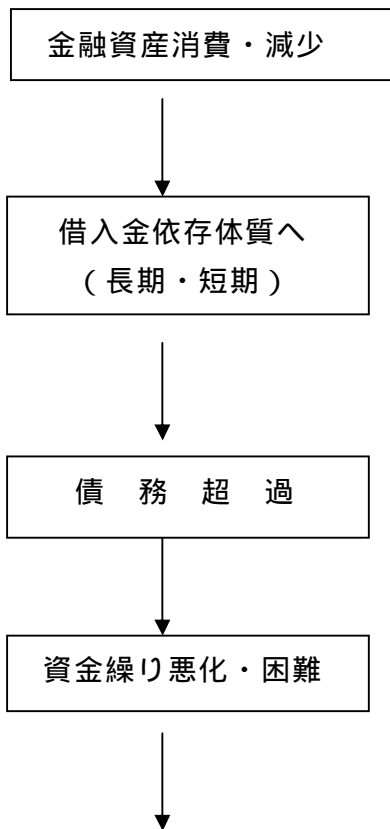 金融資産消費・減少
借入金依存体質へ
（長期・短期）
債　務　超　過
資金繰り悪化・困難